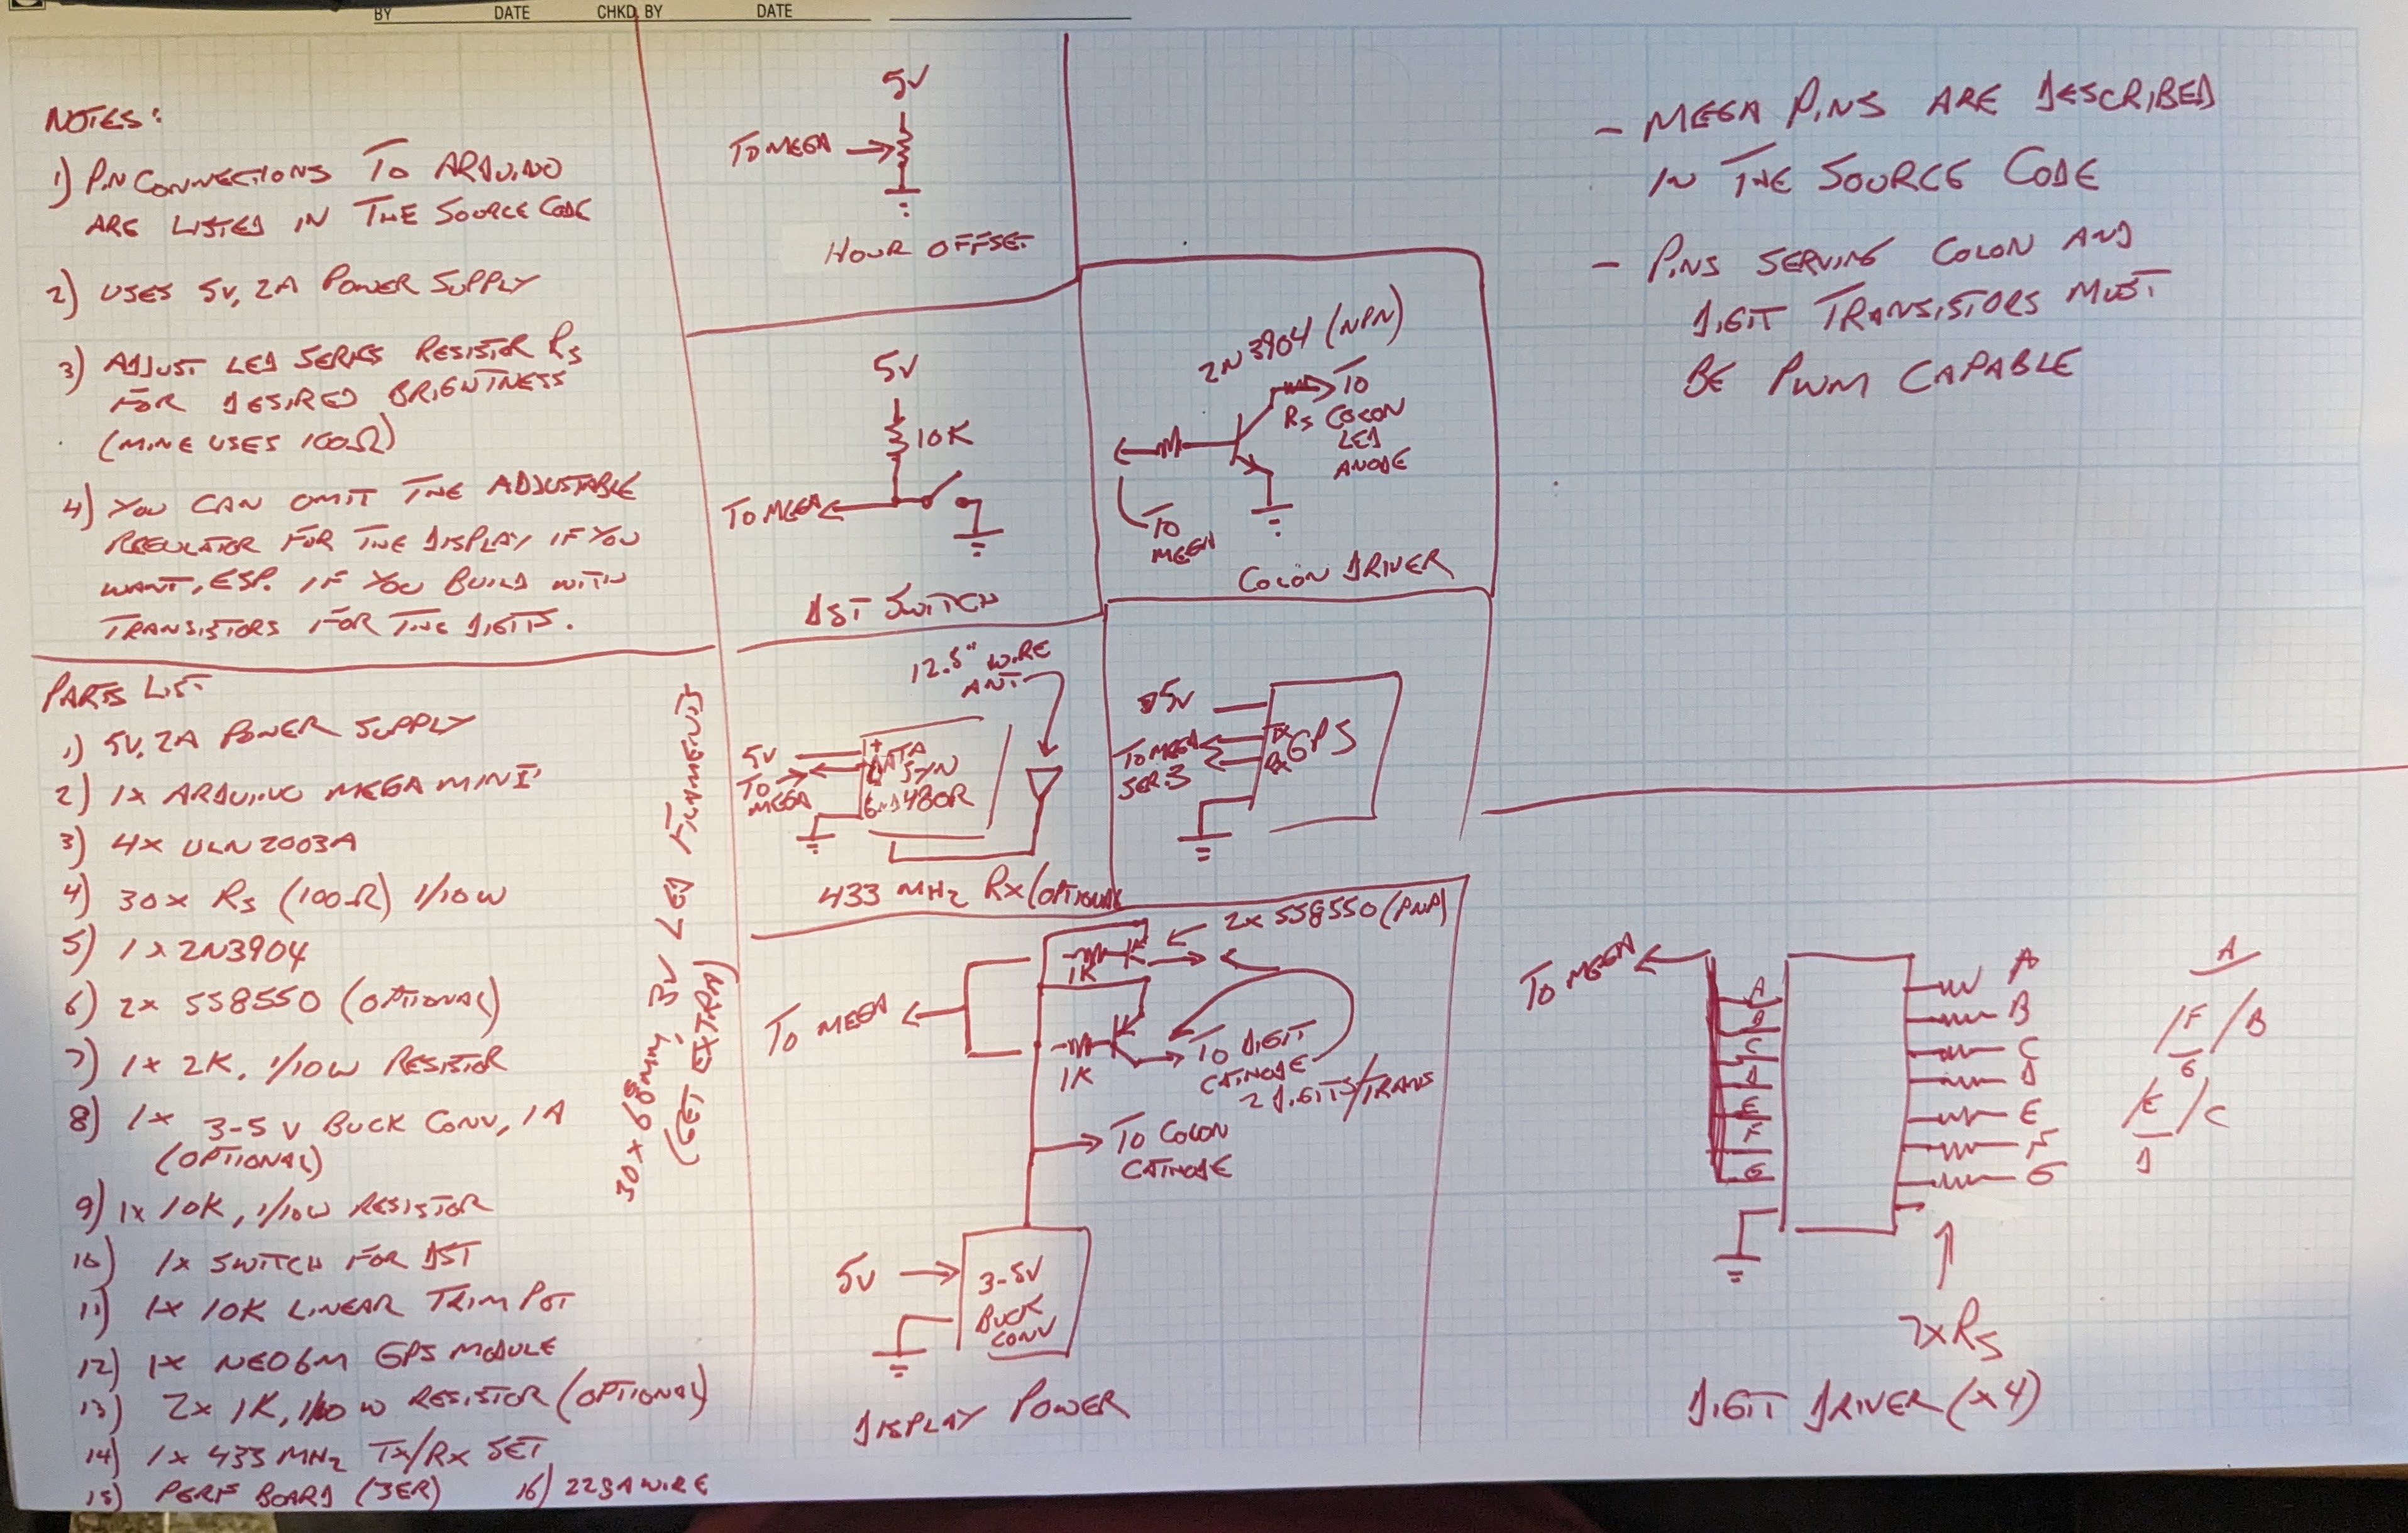 BY DATE CHKD. BY DATE
NOTES:
1) PIN CONNECTIONS TO ARDUINO
ARE LISTED IN THE SOURCE CODE
2) USES 5V, 2A POWER SUPPLY
3) ADJUST LED SERIES RESISTOR RS
FOR DESIRED BRIGHTNESS
(MINE USES 100Ω)
4) YOU CAN OMIT THE ADJUSTABLE
REGULATOR FOR THE DISPLAY IF YOU
WANT, ESP. IF YOU BUILD WITH
TRANSISTORS FOR THE DIGITS.
PARTS LIST
1) 5V, 2A POWER SUPPLY
2) 1X ARDUINO MEGA MINI
3) 4X ULN2003A
4) 30X RS (100Ω) 1/10W
5) 1X 2N3904
6) 2X SS8550 (OPTIONAL)
7) 1X 2K, 1/10W RESISTOR
8) 1X 3-5V BUCK CONV, 1A
(OPTIONAL)
9) 1X 10K, 1/10W RESISTOR
10) 1X SWITCH FOR DST
11) 1X 10K LINEAR TRIM POT
12) 1X NEO6M GPS MODULE
13) 2X 1K, 1/10W RESISTOR (OPTIONAL)
14) 1X 433 MHZ TX/RX SET
15) PERF BOARD
16) 22GA WIRE
30X 68MM, 3V LED FILAMENTS
(GET EXTRA)
5V
TO MEGA
HOUR OFFSET
5V
10K
TO MEGA
DST SWITCH
2N3904 (NPN)
TO
RS COLON
LED
ANODE
TO
MEGA
COLON DRIVER
12.5" WIRE
ANT.
5V
+
DATA
TO
MEGA
SYN
GND 480R
433 MHZ RX (OPTIONAL)
5V
TX
TO MEGA
SER3
GPS
RX
2X SS8550 (PNP)
1K
TO MEGA
1K
TO DIGIT
CATHODE
2 DIGITS/TRANS
TO COLON
CATHODE
5V
3-5V
BUCK
CONV
DISPLAY POWER
- MEGA PINS ARE DESCRIBED
IN THE SOURCE CODE
- PINS SERVING COLON AND
DIGIT TRANSISTORS MUST
BE PWM CAPABLE
TO MEGA
A
B
C
D
E
F
G
A
B
C
D
E
F
G
A
F B
G
E C
D
7XRS
DIGIT DRIVER (X4)